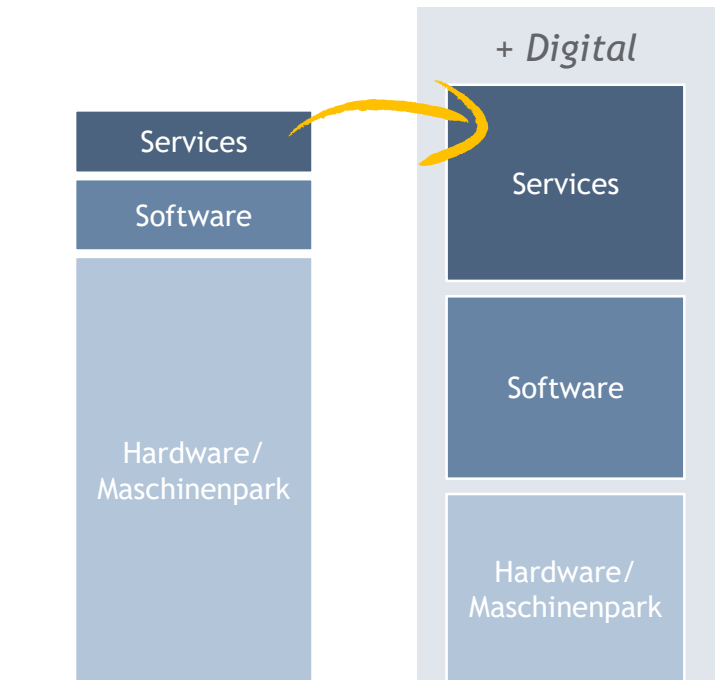 Services
Software
Hardware/
Maschinenpark
+ Digital
Services
Software
Hardware/
Maschinenpark